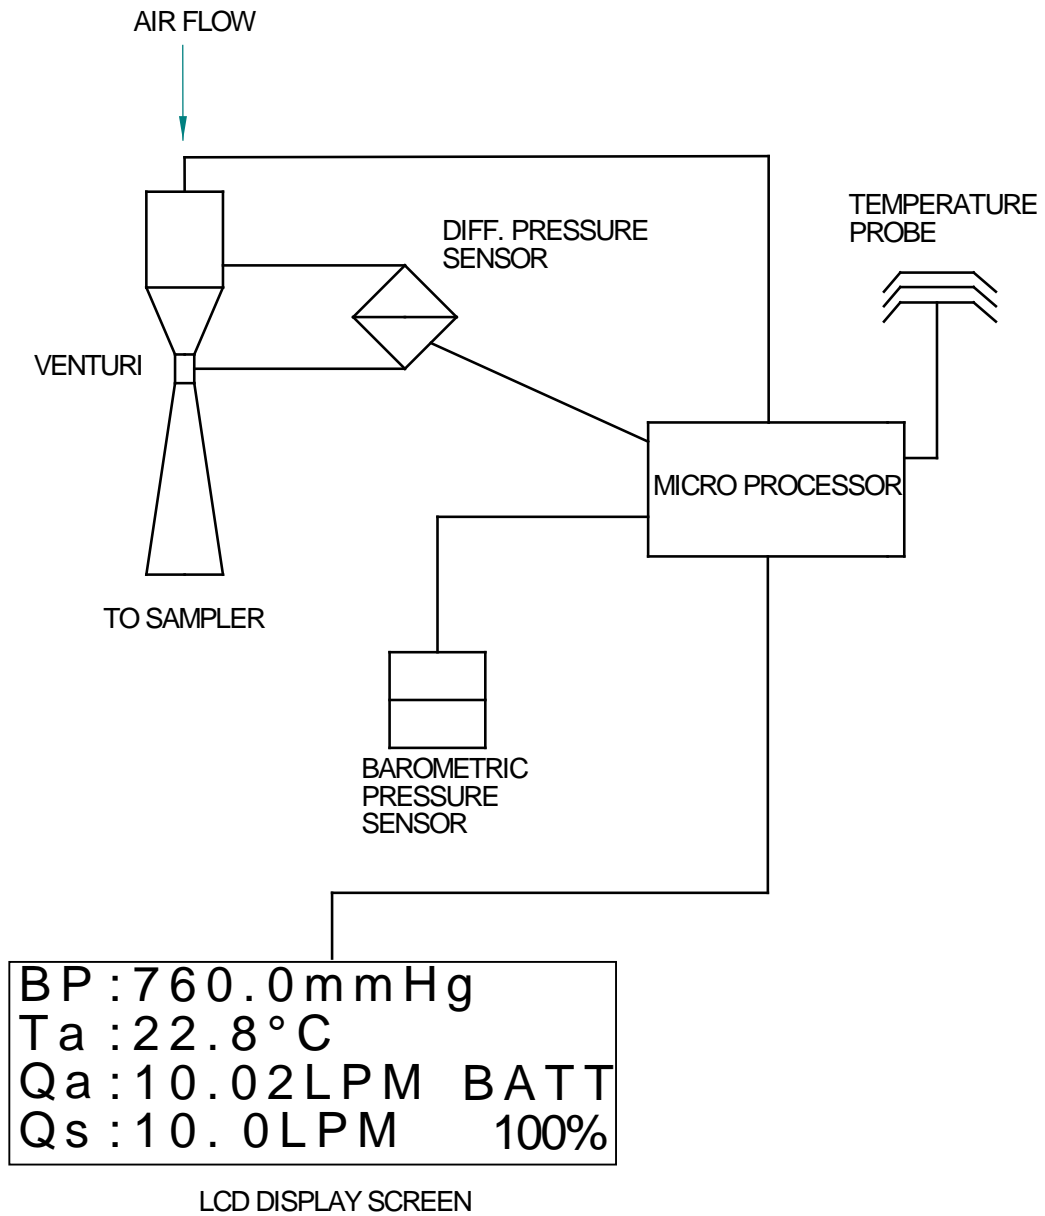 AIR FLOW
TEMPERATURE
PROBE
DIFF. PRESSURE
SENSOR
VENTURI
MICRO PROCESSOR
TO SAMPLER
BAROMETRIC
PRESSURE
SENSOR
BP:760.0mmHg
Ta:22.8°C
Qa:10.02LPM BATT
Qs:10.0LPM 100%
LCD DISPLAY SCREEN